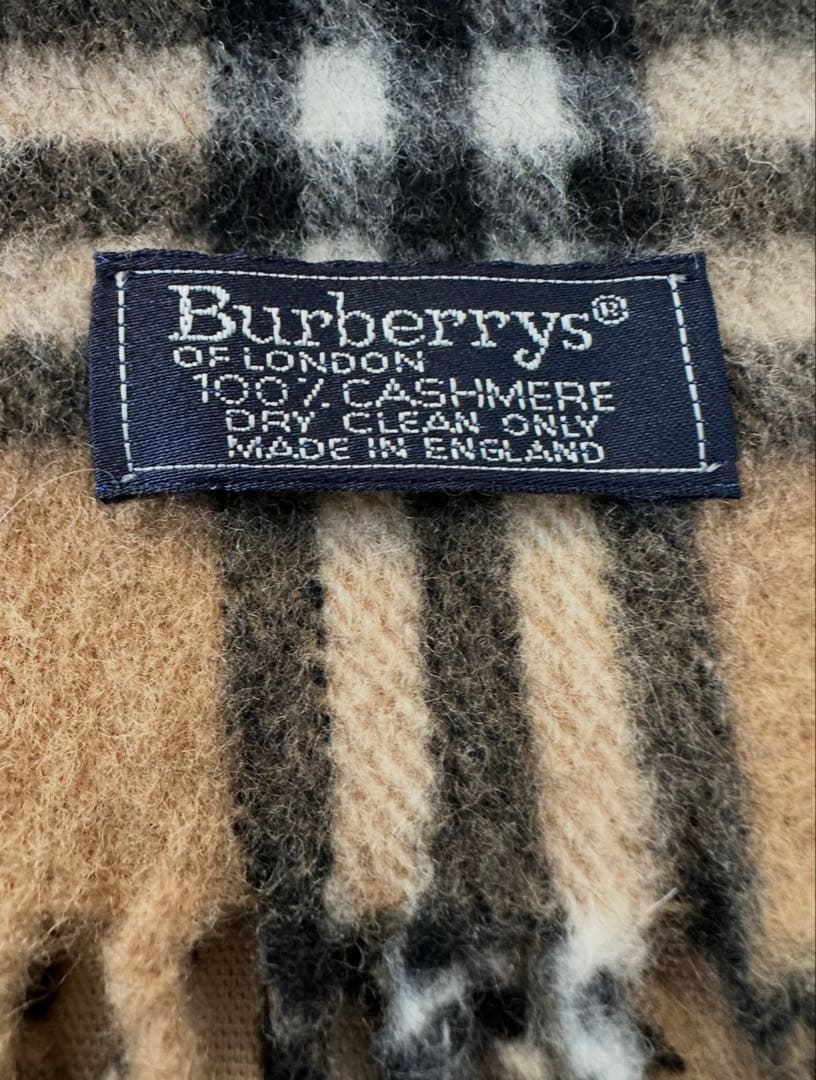 Burberrys®
OF LONDON
100% CASHMERE
DRY CLEAN ONLY
MADE IN ENGLAND